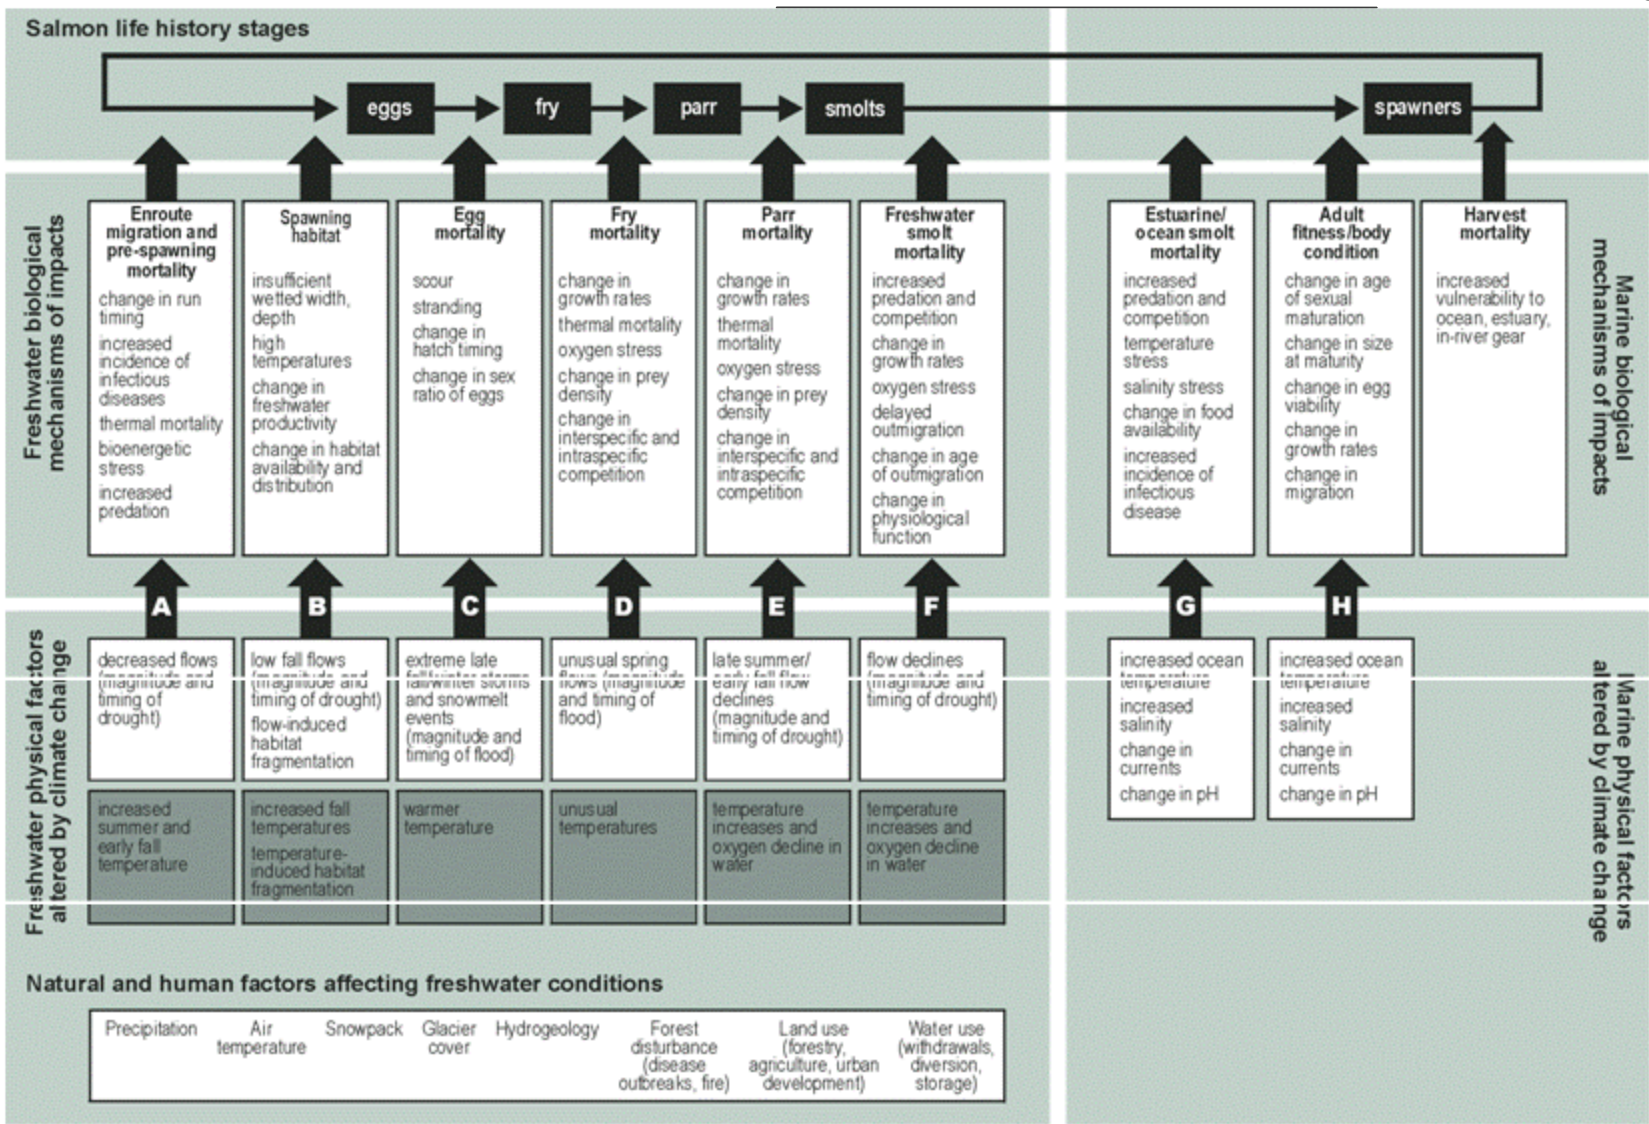 Salmon life history stages
eggs
fry
parr
smolts
spawners
Freshwater biological
mechanisms of impacts
Enroute
migration and
pre-spawning
mortality
change in run
timing
increased
incidence of
infectious
diseases
thermal mortality
bioenergetic
stress
increased
predation
Spawning
habitat
insufficient
wetted width,
depth
high
temperatures
change in
freshwater
productivity
change in habitat
availability and
distribution
Egg
mortality
scour
stranding
change in
hatch timing
change in sex
ratio of eggs
Fry
mortality
change in
growth rates
thermal mortality
oxygen stress
change in prey
density
change in
interspecific and
intraspecific
competition
Parr
mortality
change in
growth rates
thermal
mortality
oxygen stress
change in prey
density
change in
interspecific and
intraspecific
competition
Freshwater
smolt
mortality
increased
predation and
competition
change in
growth rates
oxygen stress
delayed
outmigration
change in age
of outmigration
change in
physiological
function
Estuarine/
ocean smolt
mortality
increased
predation and
competition
temperature
stress
salinity stress
change in food
availability
increased
incidence of
infectious
disease
Adult
fitness/body
condition
change in age
of sexual
maturation
change in size
at maturity
change in egg
viability
change in
growth rates
change in
migration
Harvest
mortality
increased
vulnerability to
ocean, estuary,
in-river gear
Marine biological
mechanisms of impacts
A
B
C
D
E
F
G
H
Freshwater physical factors
altered by climate change
decreased flows
(magnitude and
timing of
drought)
low fall flows
(magnitude and
timing of drought)
flow-induced
habitat
fragmentation
extreme late
fall/winter storms
and snowmelt
events
(magnitude and
timing of flood)
unusual spring
flows (magnitude
and timing of
flood)
late summer/
early fall flow
declines
(magnitude and
timing of drought)
flow declines
(magnitude and
timing of drought)
increased ocean
temperature
increased
salinity
change in
currents
change in pH
increased ocean
temperature
increased
salinity
change in
currents
change in pH
Marine physical factors
altered by climate change
increased
summer and
early fall
temperature
increased fall
temperatures
temperature-
induced habitat
fragmentation
warmer
temperature
unusual
temperatures
temperature
increases and
oxygen decline in
water
temperature
increases and
oxygen decline
in water
Natural and human factors affecting freshwater conditions
Precipitation
Air
temperature
Snowpack
Glacier
cover
Hydrogeology
Forest
disturbance
(disease
outbreaks, fire)
Land use
(forestry,
agriculture, urban
development)
Water use
(withdrawals,
diversion,
storage)